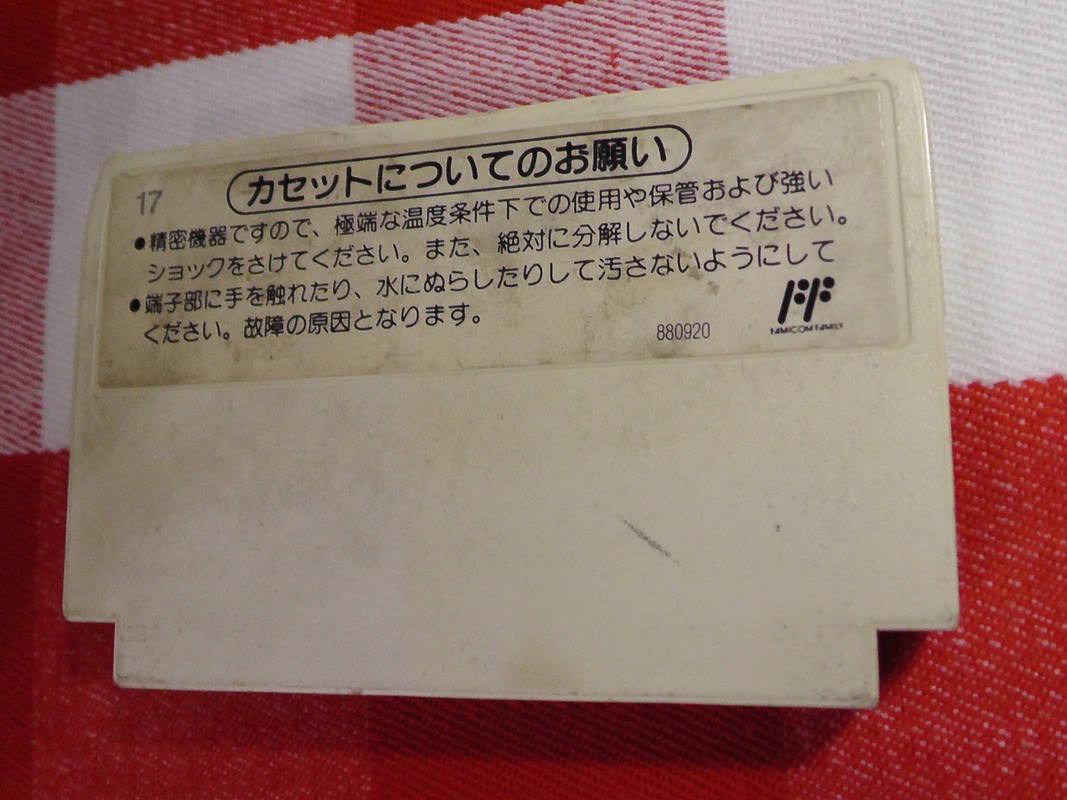 17
カセットについてのお願い
●精密機器ですので、極端な温度条件下での使用や保管および強い
ショックをさけてください。また、絶対に分解しないでください。
●端子部に手を触れたり、水にぬらしたりして汚さないようにして
ください。故障の原因となります。
880920
FF
FAMICOM FAMILY